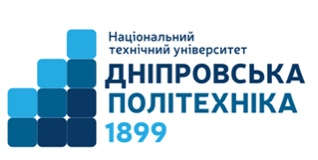 Національний
технічний університет
ДНІПРОВСЬКА
ПОЛІТЕХНІКА
1899